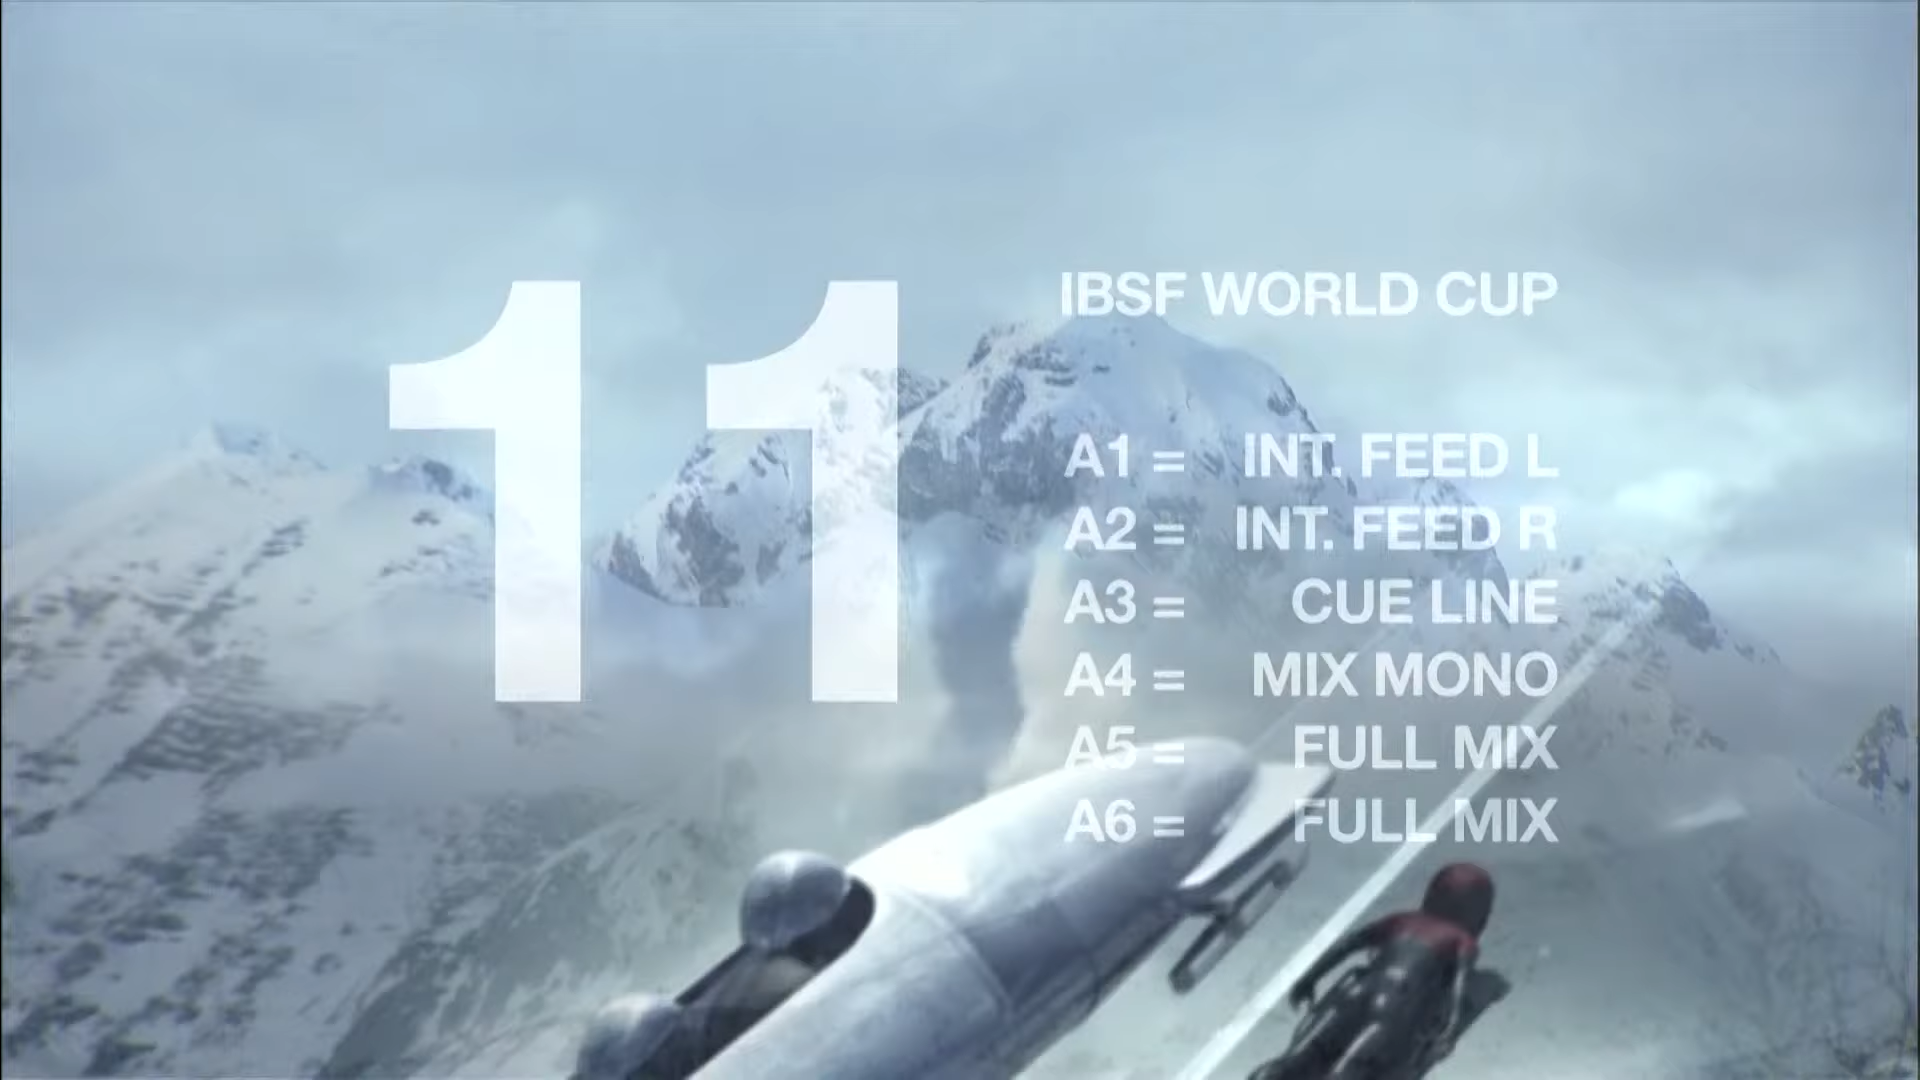 11
IBSF WORLD CUP
A1 = INT. FEED L
A2 = INT. FEED R
A3 = CUE LINE
A4 = MIX MONO
A5 = FULL MIX
A6 = FULL MIX